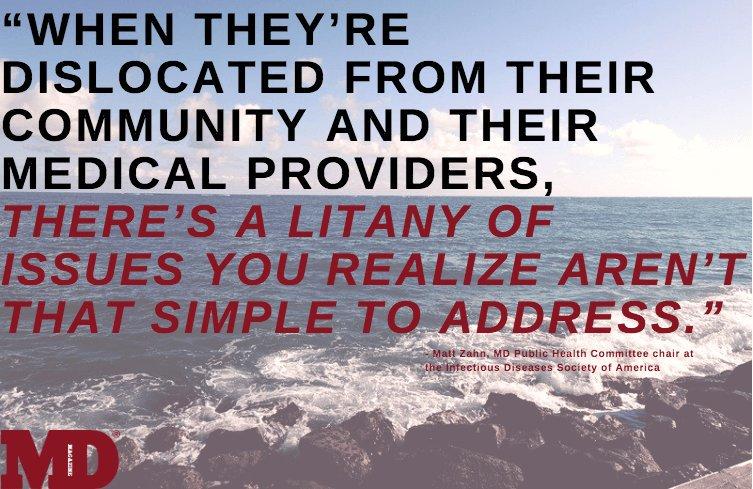 “WHEN THEY’RE
DISLOCATED FROM THEIR
COMMUNITY AND THEIR
MEDICAL PROVIDERS,
THERE’S A LITANY OF
ISSUES YOU REALIZE AREN’T
THAT SIMPLE TO ADDRESS.”
- Matt Zahn, MD Public Health Committee chair at
the Infectious Diseases Society of America
MD
MAGAZINE
®